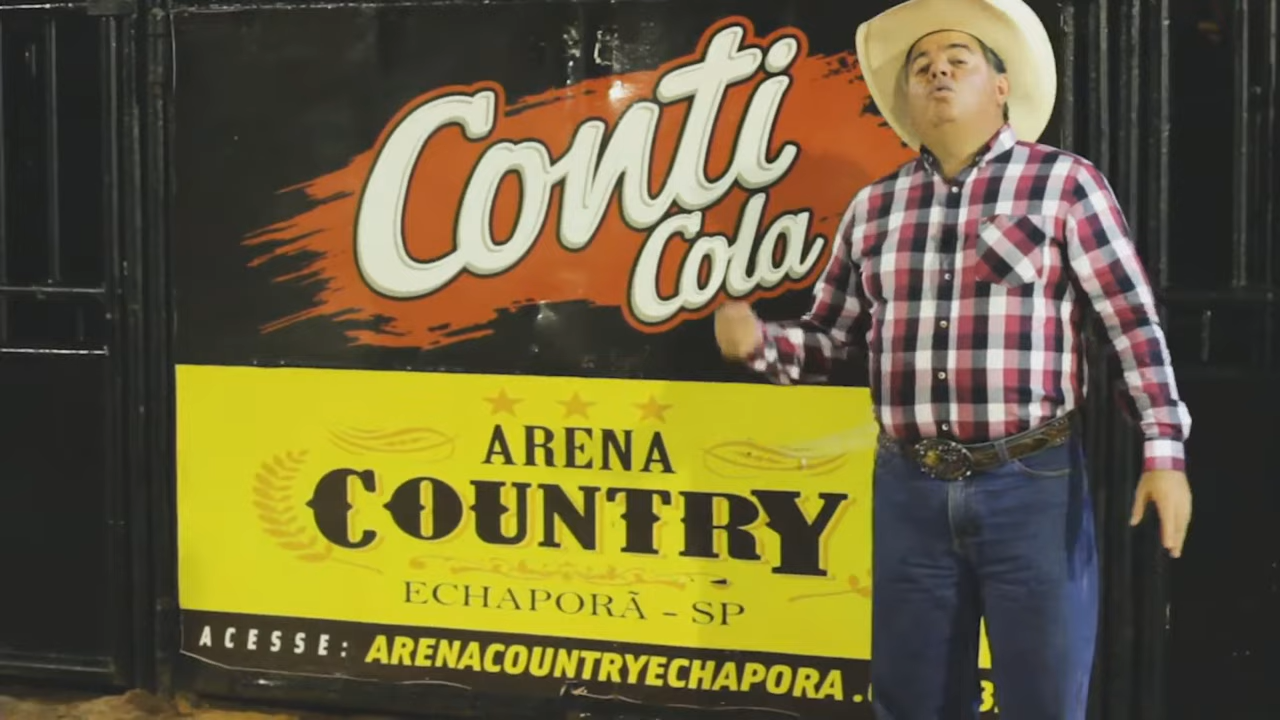 Conti
Cola
ARENA
COUNTRY
ECHAPORÃ - SP
ACESSE: ARENACOUNTRYECHAPORA.